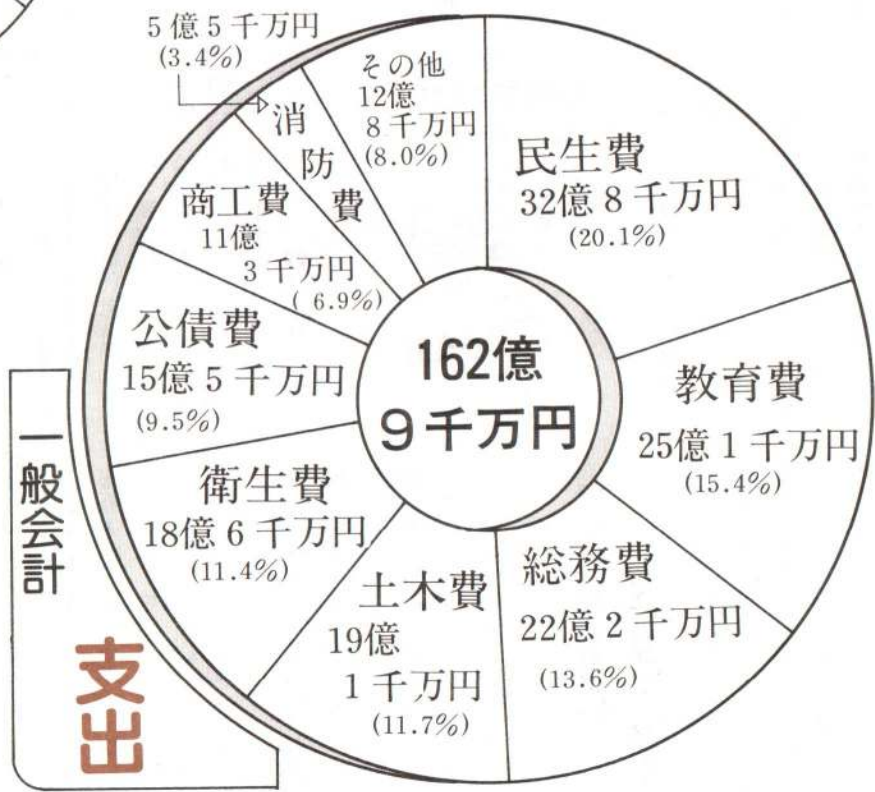 一般会計
支出
162億
9千万円
民生費
32億8千万円
(20.1%)
教育費
25億1千万円
(15.4%)
総務費
22億2千万円
(13.6%)
土木費
19億
1千万円
(11.7%)
衛生費
18億6千万円
(11.4%)
公債費
15億5千万円
(9.5%)
商工費
11億
3千万円
(6.9%)
消防費
5億5千万円
(3.4%)
その他
12億
8千万円
(8.0%)